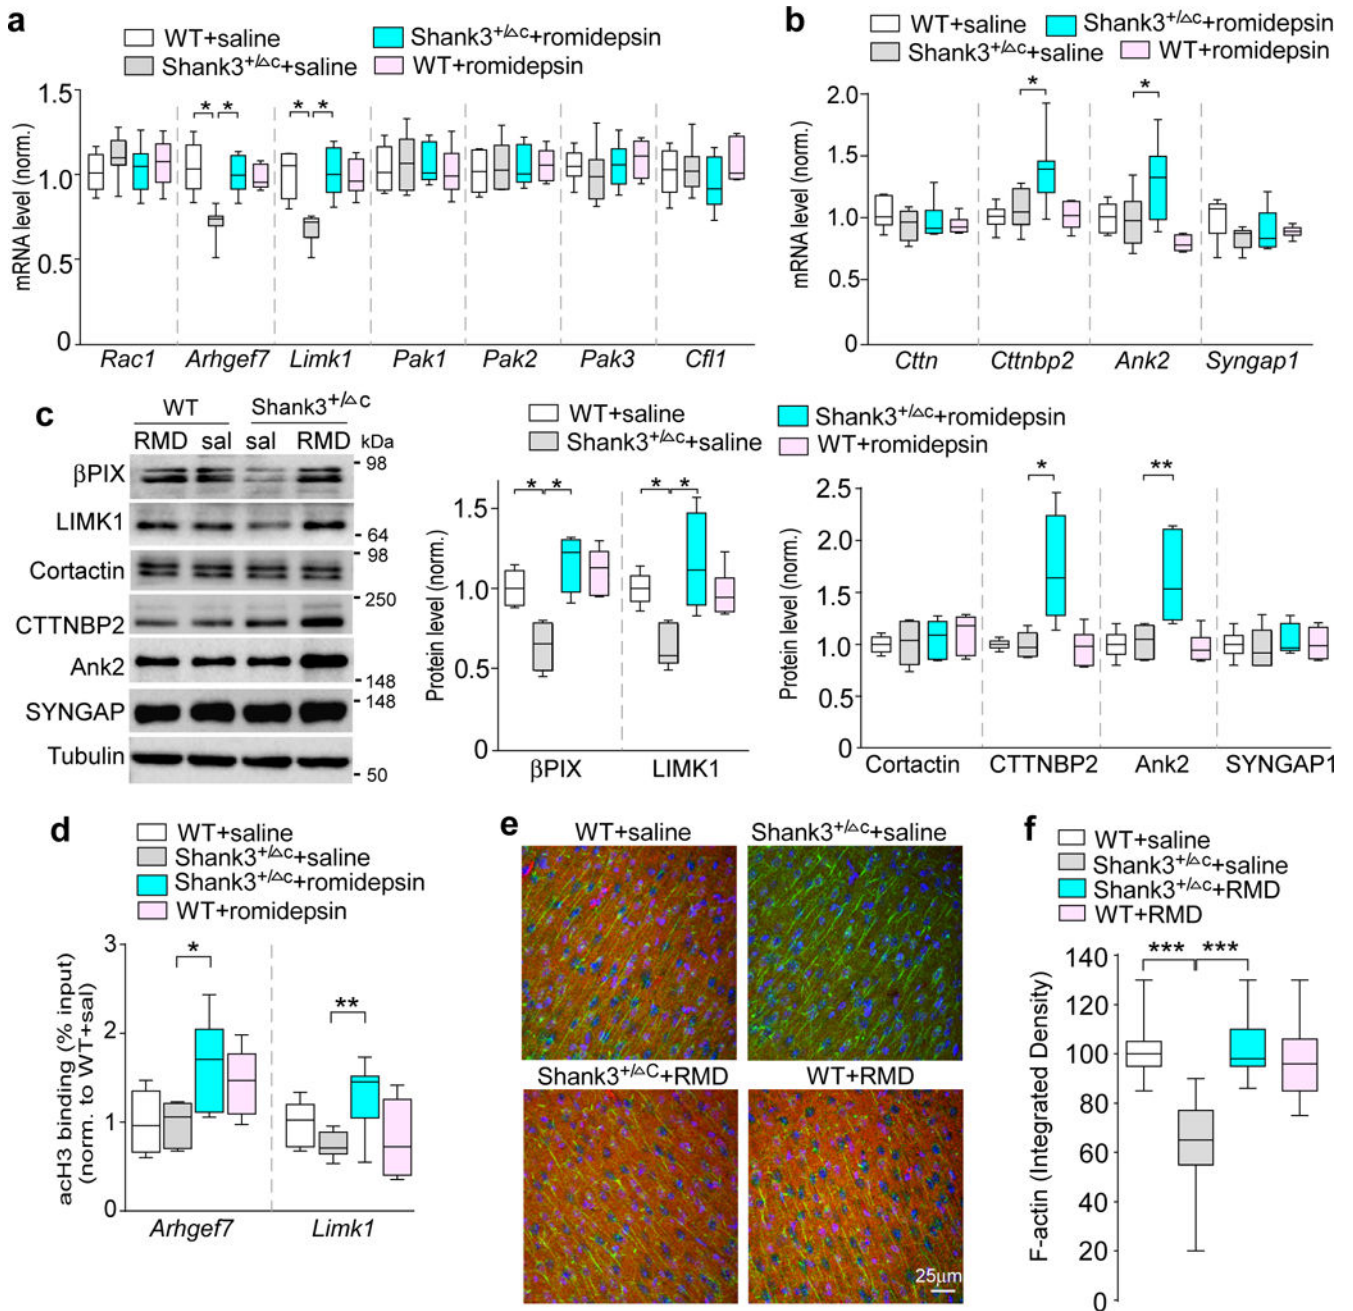 a
WT+saline
Shank3+/ΔC+romidepsin
Shank3+/ΔC+saline
WT+romidepsin
mRNA level (norm.)
1.5
1.0
0.5
0
* * * *
Rac1 Arhgef7 Limk1 Pak1 Pak2 Pak3 Cfl1
b
WT+saline
Shank3+/ΔC+romidepsin
Shank3+/ΔC+saline
WT+romidepsin
mRNA level (norm.)
2.0
1.5
1.0
0.5
0
* *
Cttn Cttnbp2 Ank2 Syngap1
c
WT Shank3+/ΔC
RMD sal sal RMD kDa
βPIX 98
LIMK1 64
98
Cortactin
250
CTTNBP2
Ank2 148
148
SYNGAP
Tubulin 50
WT+saline
Shank3+/ΔC+saline
Shank3+/ΔC+romidepsin
WT+romidepsin
Protein level (norm.)
1.5
1.0
0.5
0
* * * *
βPIX LIMK1
Protein level (norm.)
2.5
2.0
1.5
1.0
0.5
0
* **
Cortactin CTTNBP2 Ank2 SYNGAP1
d
WT+saline
Shank3+/ΔC+saline
Shank3+/ΔC+romidepsin
WT+romidepsin
acH3 binding (% input)
(norm. to WT+sal)
3
2
1
0
* **
Arhgef7 Limk1
e
WT+saline Shank3+/ΔC+saline
Shank3+/ΔC+RMD WT+RMD
25μm
f
WT+saline
Shank3+/ΔC+saline
Shank3+/ΔC+RMD
WT+RMD
F-actin (Integrated Density)
*** ***
140
120
100
80
60
40
20
0